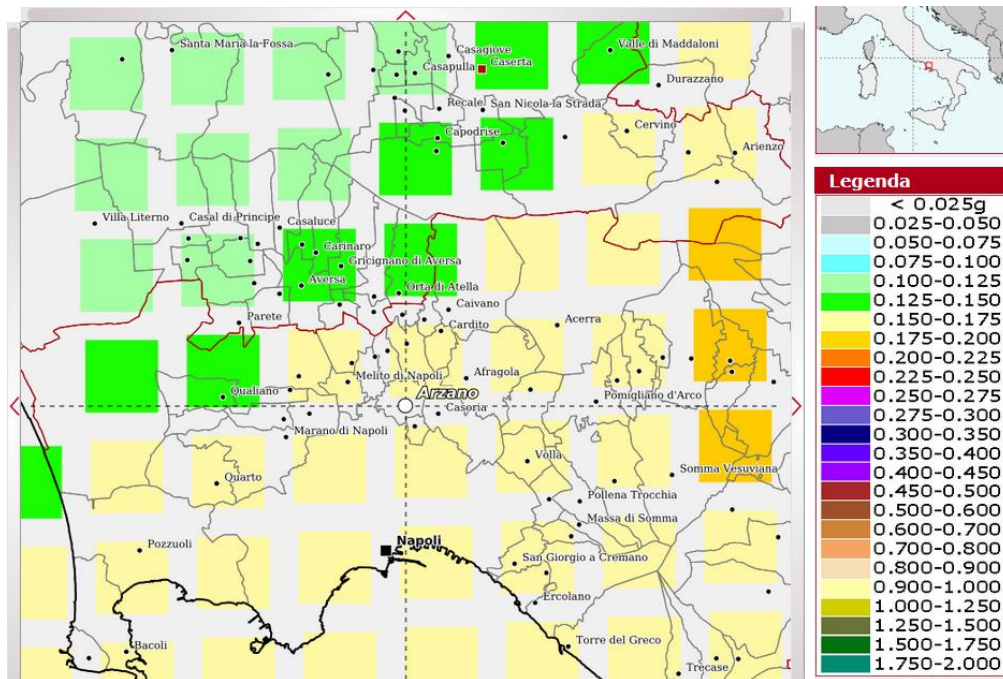 Santa Maria la Fossa
Casagiove
Casapulla
Caserta
Valle di Maddaloni
Durazzano
Recale
San Nicola la Strada
Capodrise
Cervino
Arienzo
Villa Literno
Casal di Principe
Casaluce
Carinaro
Gricignano di Aversa
Aversa
Orta di Atella
Caivano
Parete
Cardito
Acerra
Melito di Napoli
Afragola
Qualiano
Arzano
Pomigliano d'Arco
Casoria
Marano di Napoli
Volla
Somma Vesuviana
Quarto
Pollena Trocchia
Massa di Somma
Napoli
Pozzuoli
San Giorgio a Cremano
Ercolano
Bacoli
Torre del Greco
Trecase
Legenda
< 0.025g
0.025-0.050
0.050-0.075
0.075-0.100
0.100-0.125
0.125-0.150
0.150-0.175
0.175-0.200
0.200-0.225
0.225-0.250
0.250-0.275
0.275-0.300
0.300-0.350
0.350-0.400
0.400-0.450
0.450-0.500
0.500-0.600
0.600-0.700
0.700-0.800
0.800-0.900
0.900-1.000
1.000-1.250
1.250-1.500
1.500-1.750
1.750-2.000